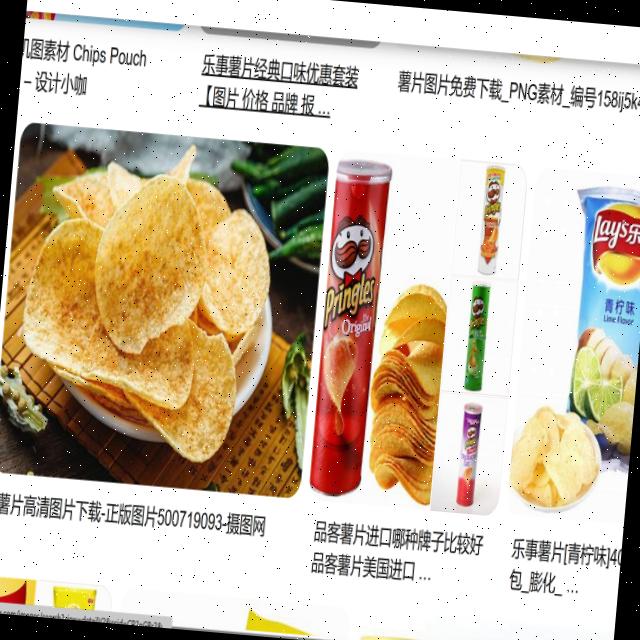 几图素材 Chips Pouch
– 设计小咖
乐事薯片经典口味优惠套装
【图片 价格 品牌 报 ...
薯片图片免费下载_PNG素材_编号158ij5k4
Pringles
The Original
Lay's乐
青柠味
Lime Flavor
薯片高清图片下载-正版图片500719093-摄图网
品客薯片进口哪种牌子比较好
品客薯片美国进口 ...
乐事薯片[青柠味]40
包_膨化_ ...